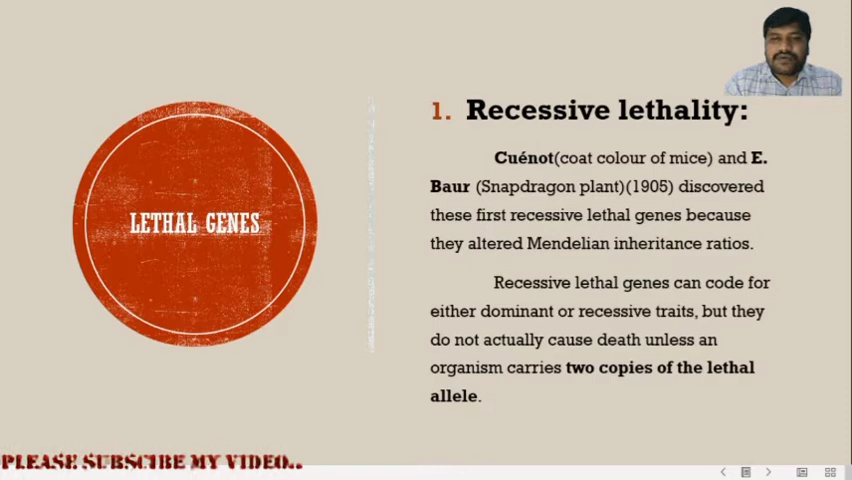 LETHAL GENES
1. Recessive lethality:
Cuénot(coat colour of mice) and E.
Baur (Snapdragon plant)(1905) discovered
these first recessive lethal genes because
they altered Mendelian inheritance ratios.
Recessive lethal genes can code for
either dominant or recessive traits, but they
do not actually cause death unless an
organism carries two copies of the lethal
allele.
PLEASE SUBSCRIBE MY VIDEO..